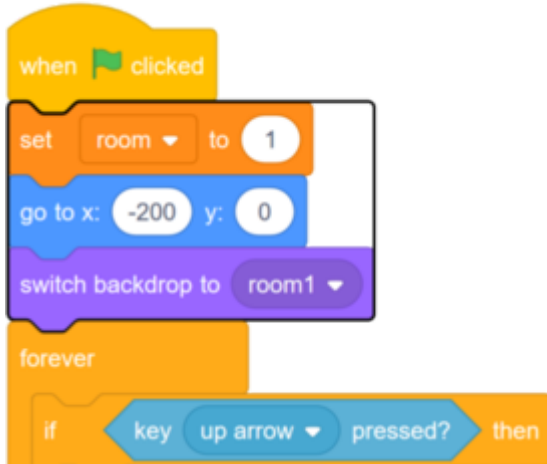 when clicked
set room to 1
go to x: -200 y: 0
switch backdrop to room1
forever
if key up arrow pressed? then